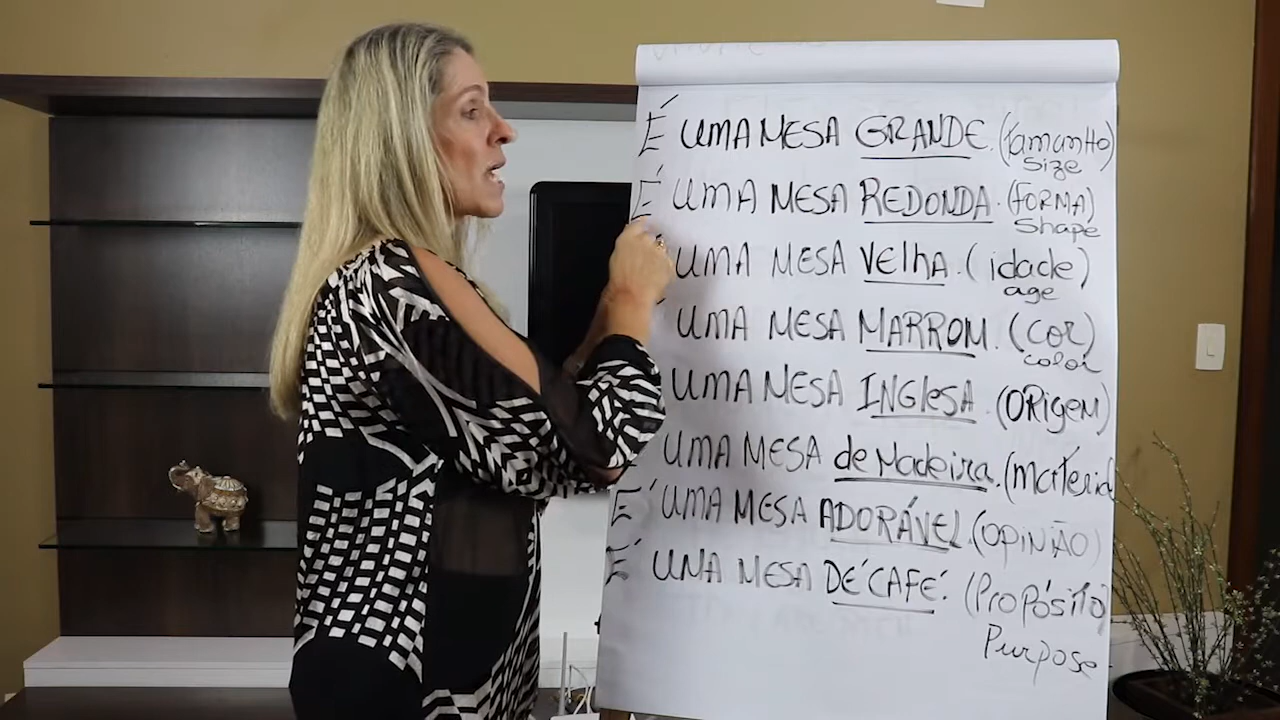 É UMA MESA GRANDE. (TAMANHO)
Size
É UMA MESA REDONDA. (FORMA)
Shape
UMA MESA VElhA. (idade)
age
UMA MESA MARROM. (COR)
color
UMA MESA INGlESA. (ORigEM)
UMA MESA de MAdeiRA. (MATÉRIA
É UMA MESA ADORÁVEL. (OPINIÃO)
É UMA MESA DE CAFÉ. (PROPÓSITO)
Purpose